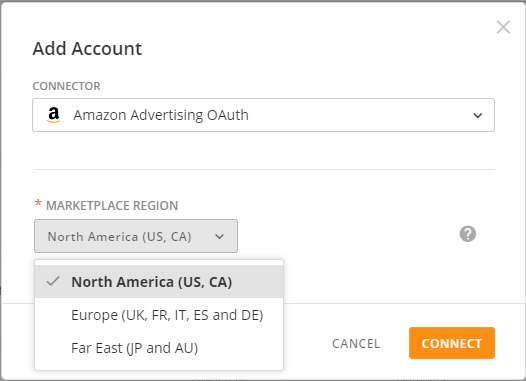 Add Account
CONNECTOR
Amazon Advertising OAuth
* MARKETPLACE REGION
North America (US, CA)
?
North America (US, CA)
Europe (UK, FR, IT, ES and DE)
Far East (JP and AU)
CANCEL
CONNECT